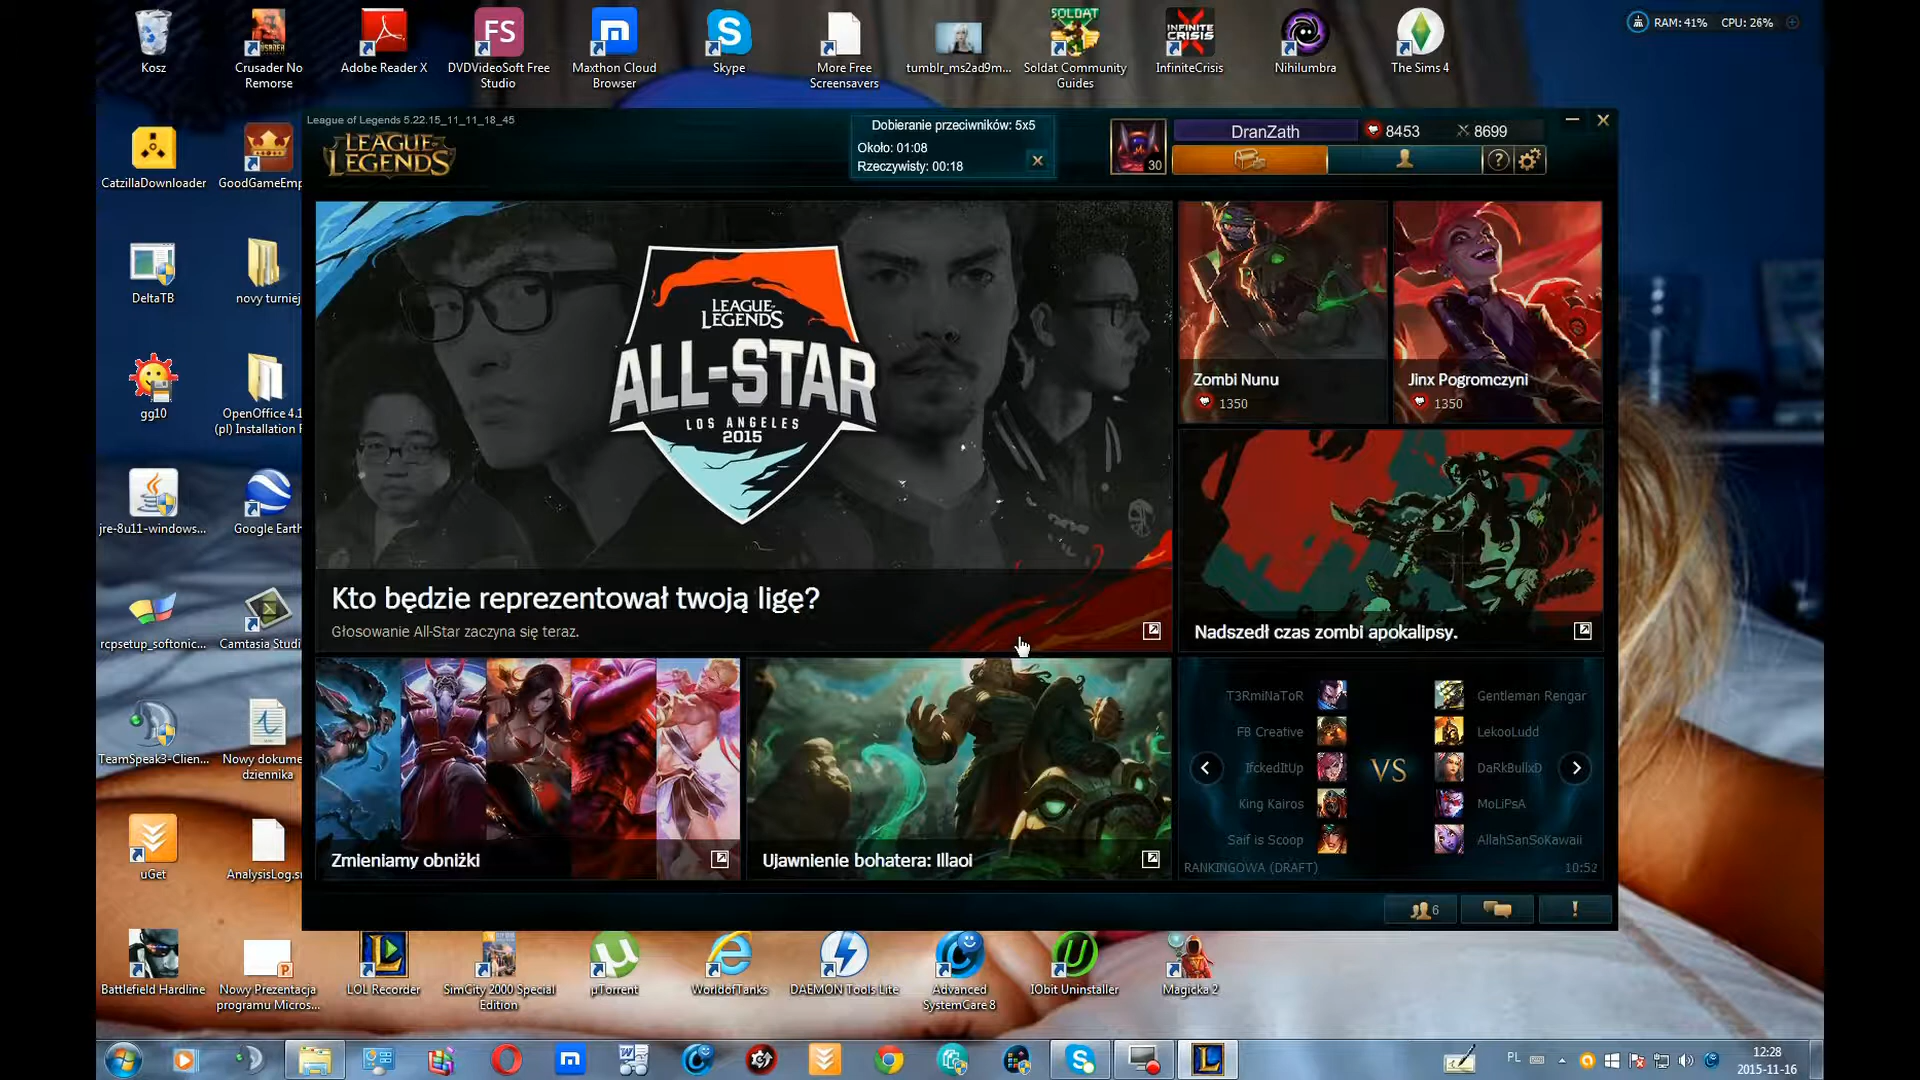 Kosz
Crusader No
Remorse
Adobe Reader X
DVDVideoSoft Free
Studio
Maxthon Cloud
Browser
Skype
More Free
Screensavers
tumblr_ms2ad9m...
Soldat Community
Guides
InfiniteCrisis
Nihilumbra
The Sims 4
RAM: 41% CPU: 26%
League of Legends 5.22.15_11_11_18_45
LEAGUE OF
LEGENDS
Dobieranie przeciwników: 5x5
Około: 01:08
Rzeczywisty: 00:18
30
DranZath
8453
8699
CatzillaDownloader
GoodGameEmp
DeltaTB
novy turniej
gg10
OpenOffice 4.1
(pl) Installation F
jre-8u11-windows...
Google Earth
rcpsetup_softonic...
Camtasia Studi
TeamSpeak3-Clien...
Nowy dokume
dziennika
uGet
AnalysisLog.s
LEAGUE OF
LEGENDS
ALL-STAR
LOS ANGELES
2015
Kto będzie reprezentował twoją ligę?
Głosowanie All-Star zaczyna się teraz.
Zombi Nunu
1350
Jinx Pogromczyni
1350
Nadszedł czas zombi apokalipsy.
Zmieniamy obniżki
Ujawnienie bohatera: Illaoi
T3RmiNaToR
Gentleman Rengar
FB Creative
LekooLudd
IfckedItUp
VS
DaRkBullxD
King Kairos
MoLiPsA
Saif is Scoop
AllahSanSoKawaii
RANKINGOWA (DRAFT)
10:52
6
Battlefield Hardline
Nowy Prezentacja
programu Micros...
LOL Recorder
SimCity 2000 Special
Edition
µTorrent
WorldofTanks
DAEMON Tools Lite
Advanced
SystemCare 8
IObit Uninstaller
Magicka 2
PL
12:28
2015-11-16